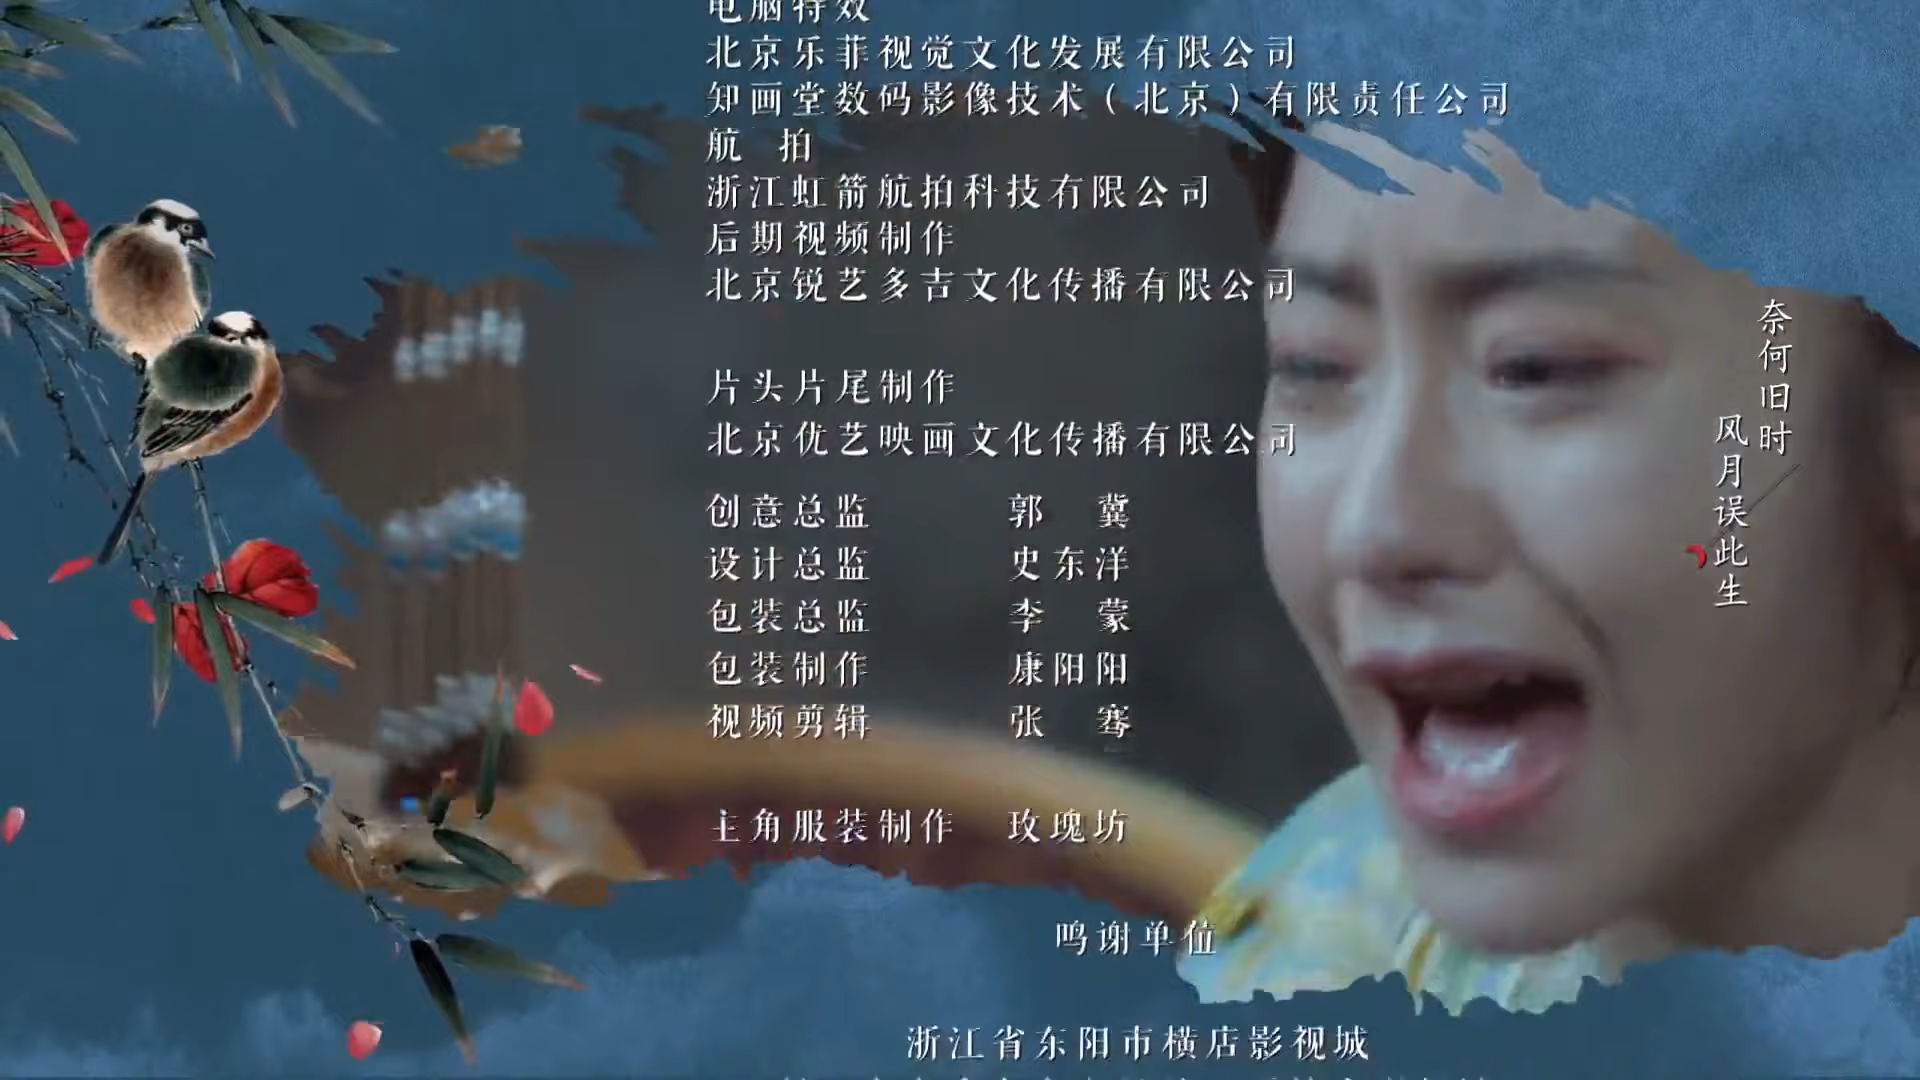 电脑特效
北京乐菲视觉文化发展有限公司
知画堂数码影像技术（北京）有限责任公司
航 拍
浙江虹箭航拍科技有限公司
后期视频制作
北京锐艺多吉文化传播有限公司
片头片尾制作
北京优艺映画文化传播有限公司
创意总监 郭 冀
设计总监 史东洋
包装总监 李 蒙
包装制作 康阳阳
视频剪辑 张 骞
主角服装制作 玫瑰坊
鸣谢单位
浙江省东阳市横店影视城
奈何旧时
风月误此生